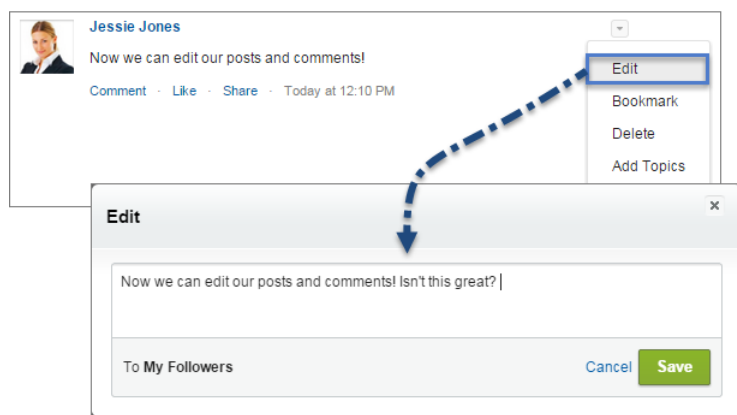 Jessie Jones
Now we can edit our posts and comments!
Comment · Like · Share · Today at 12:10 PM
Edit
Bookmark
Delete
Add Topics
Edit
Now we can edit our posts and comments! Isn't this great?
To My Followers
Cancel
Save